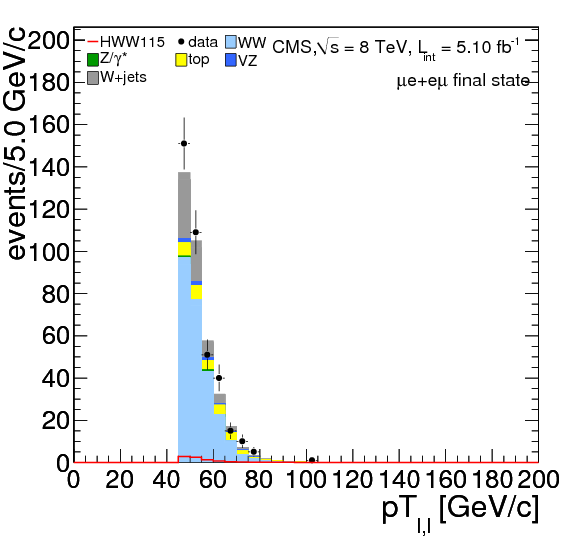 HWW115 data WW CMS,√s = 8 TeV, L_int = 5.10 fb⁻¹
Z/γ* top VZ
W+jets μe+eμ final state
events/5.0 GeV/c
200
180
160
140
120
100
80
60
40
20
0
0 20 40 60 80 100 120 140 160 180 200
pT_l,l [GeV/c]